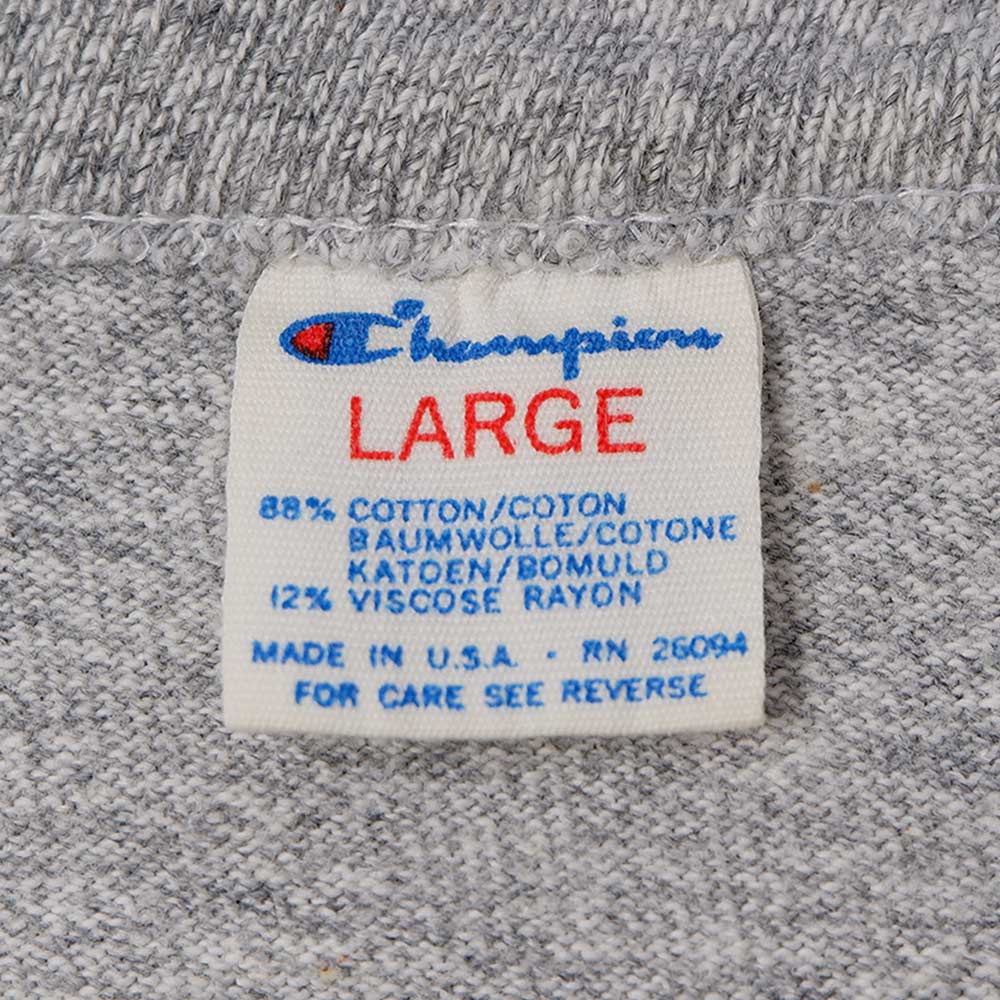 Champion
LARGE
88% COTTON/COTON
BAUMWOLLE/COTONE
KATOEN/BOMULD
12% VISCOSE RAYON
MADE IN U.S.A. · RN 26094
FOR CARE SEE REVERSE